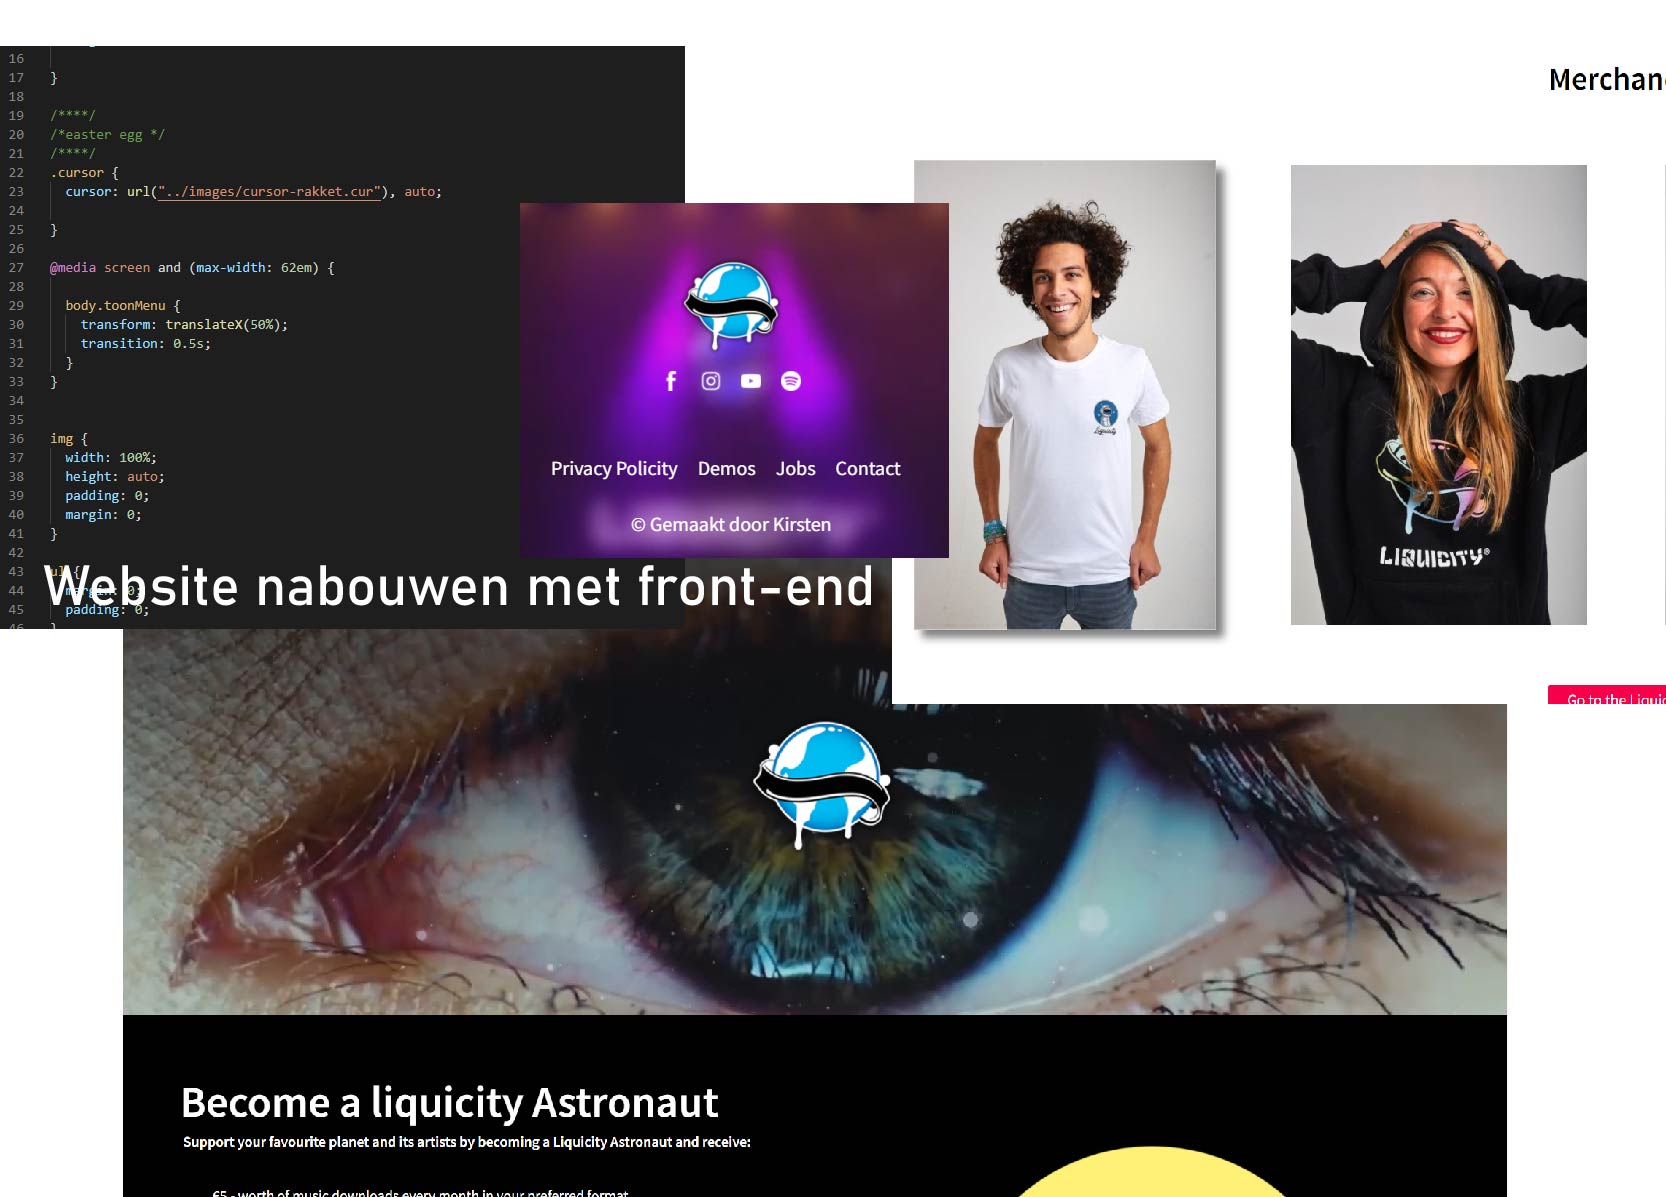 16
17 }
18
19 /****/
20 /*easter egg */
21 /****/
22 .cursor {
23 cursor: url("../images/cursor-rakket.cur"), auto;
24
25 }
26
27 @media screen and (max-width: 62em) {
28
29 body.toonMenu {
30 transform: translateX(50%);
31 transition: 0.5s;
32 }
33 }
34
35
36 img {
37 width: 100%;
38 height: auto;
39 padding: 0;
40 margin: 0;
41 }
42
43 ul {
44 margin: 0;
45 padding: 0;
46 }
Website nabouwen met front-end
Privacy Policity Demos Jobs Contact
© Gemaakt door Kirsten
Merchan
Liquicity
LIQUICITY®
Go to the Liquic
Become a liquicity Astronaut
Support your favourite planet and its artists by becoming a Liquicity Astronaut and receive:
€5 - worth of music downloads every month in your preferred format